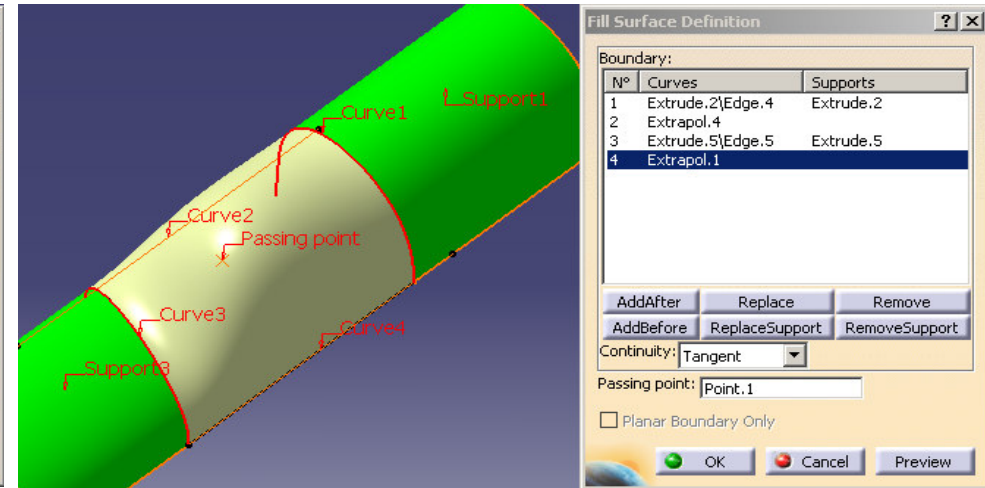 Support1
Curve1
Curve2
Passing point
Curve3
Curve4
Support3
Fill Surface Definition
Boundary:
N° Curves Supports
1 Extrude.2\Edge.4 Extrude.2
2 Extrapol.4
3 Extrude.5\Edge.5 Extrude.5
4 Extrapol.1
AddAfter Replace Remove
AddBefore ReplaceSupport RemoveSupport
Continuity: Tangent
Passing point: Point.1
Planar Boundary Only
OK Cancel Preview